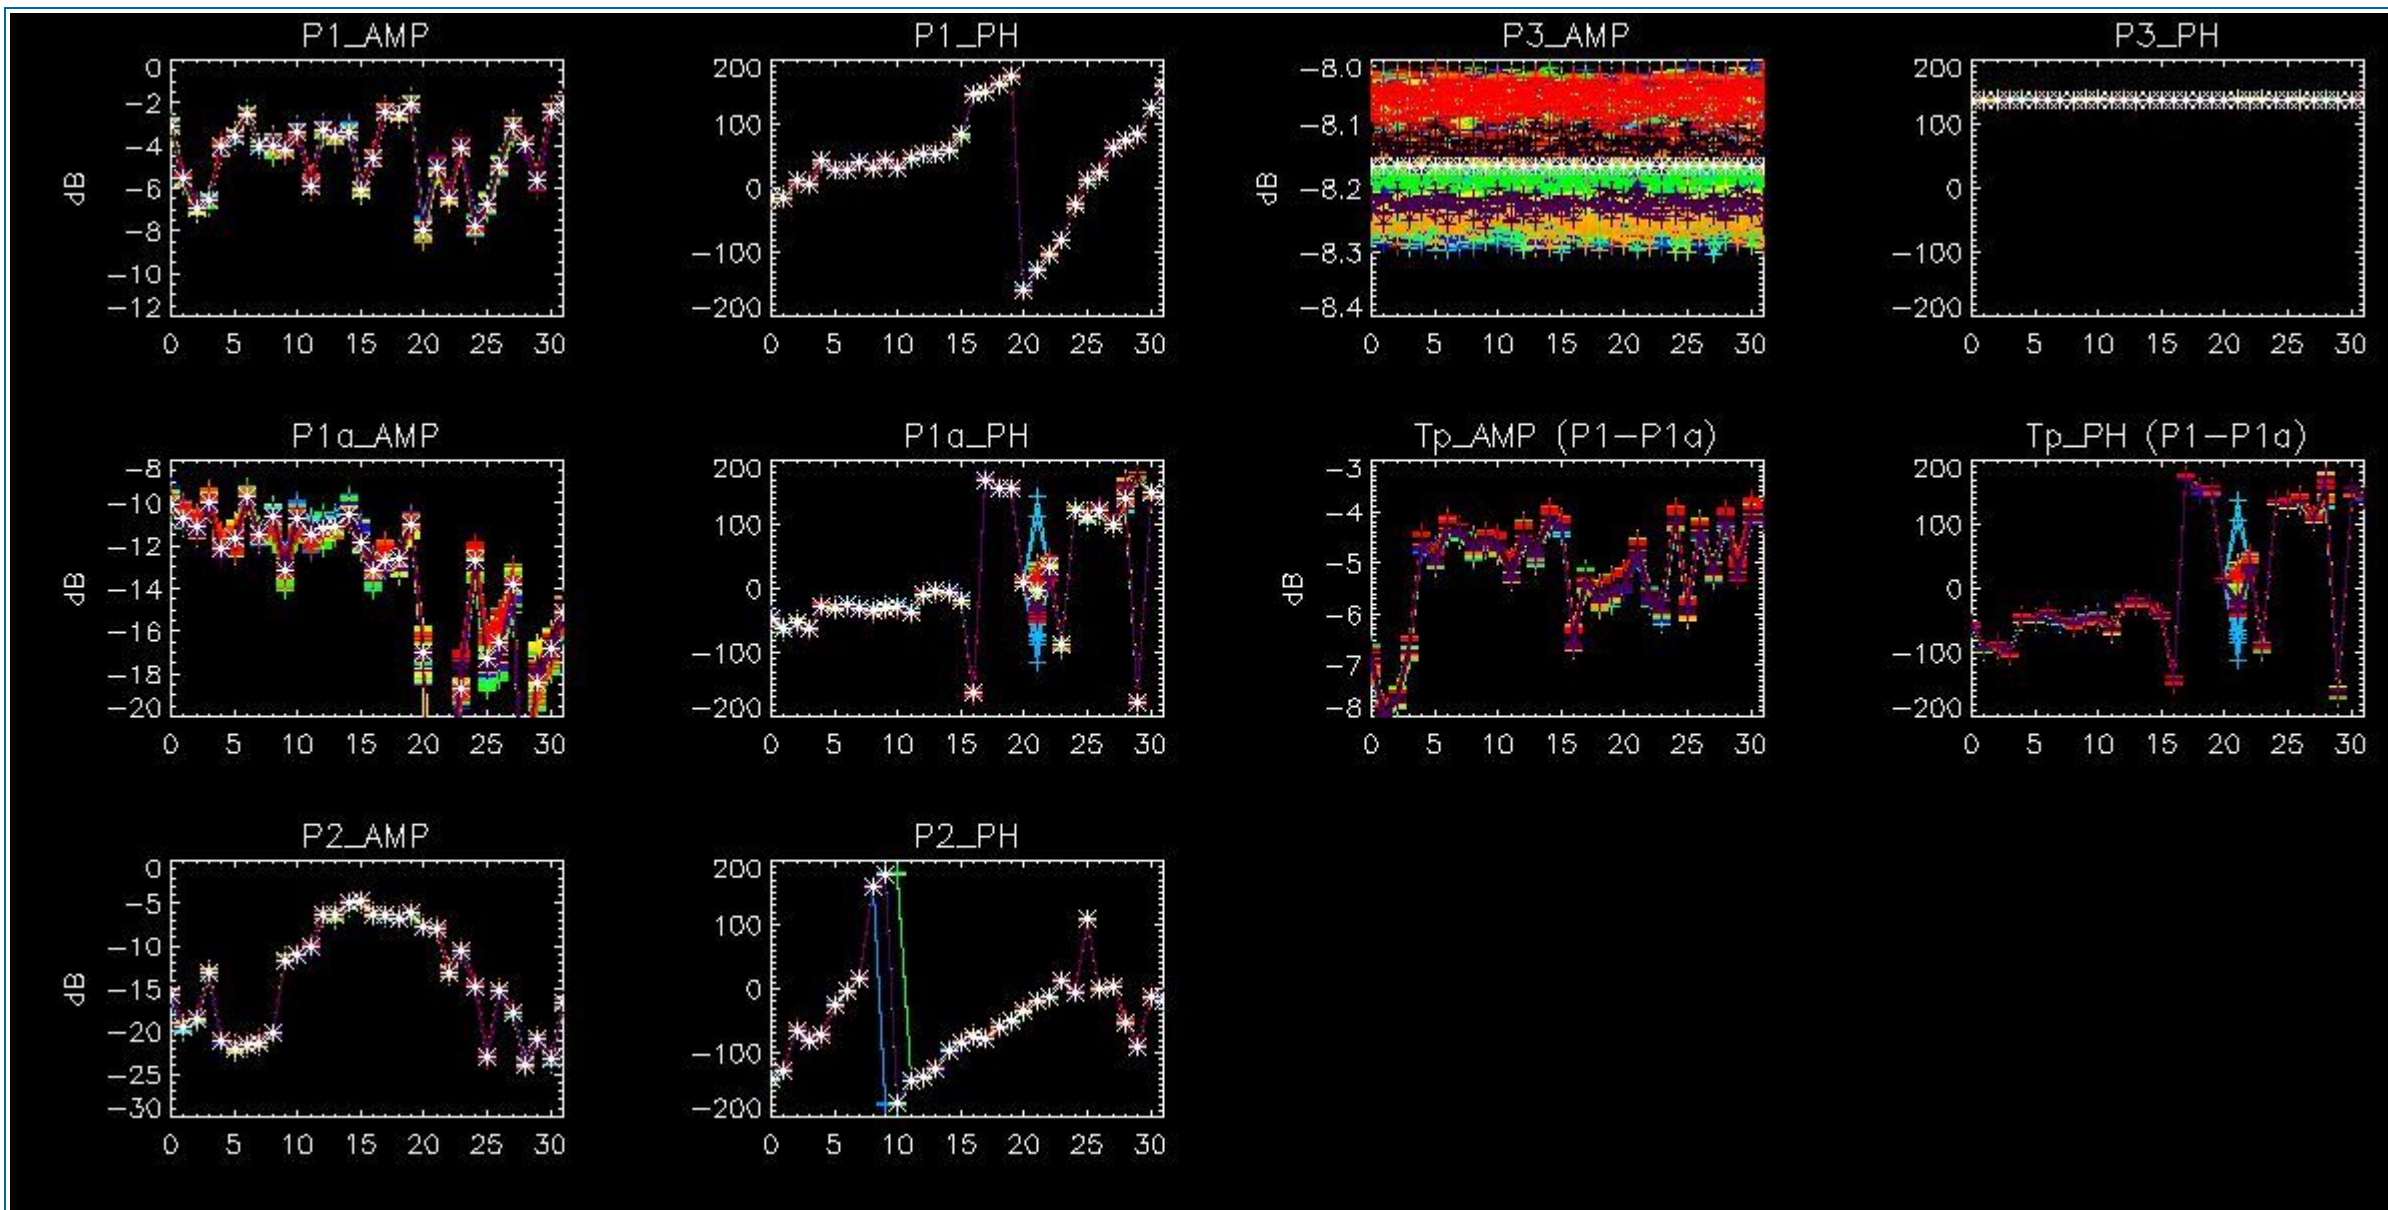 P1_AMP
0
−2
−4
−6
−8
−10
−12
dB
0 5 10 15 20 25 30
P1_PH
200
100
0
−100
−200
0 5 10 15 20 25 30
P3_AMP
−8.0
−8.1
−8.2
−8.3
−8.4
dB
0 5 10 15 20 25 30
P3_PH
200
100
0
−100
−200
0 5 10 15 20 25 30
P1a_AMP
−8
−10
−12
−14
−16
−18
−20
dB
0 5 10 15 20 25 30
P1a_PH
200
100
0
−100
−200
0 5 10 15 20 25 30
Tp_AMP (P1−P1a)
−3
−4
−5
−6
−7
−8
dB
0 5 10 15 20 25 30
Tp_PH (P1−P1a)
200
100
0
−100
−200
0 5 10 15 20 25 30
P2_AMP
0
−5
−10
−15
−20
−25
−30
dB
0 5 10 15 20 25 30
P2_PH
200
100
0
−100
−200
0 5 10 15 20 25 30